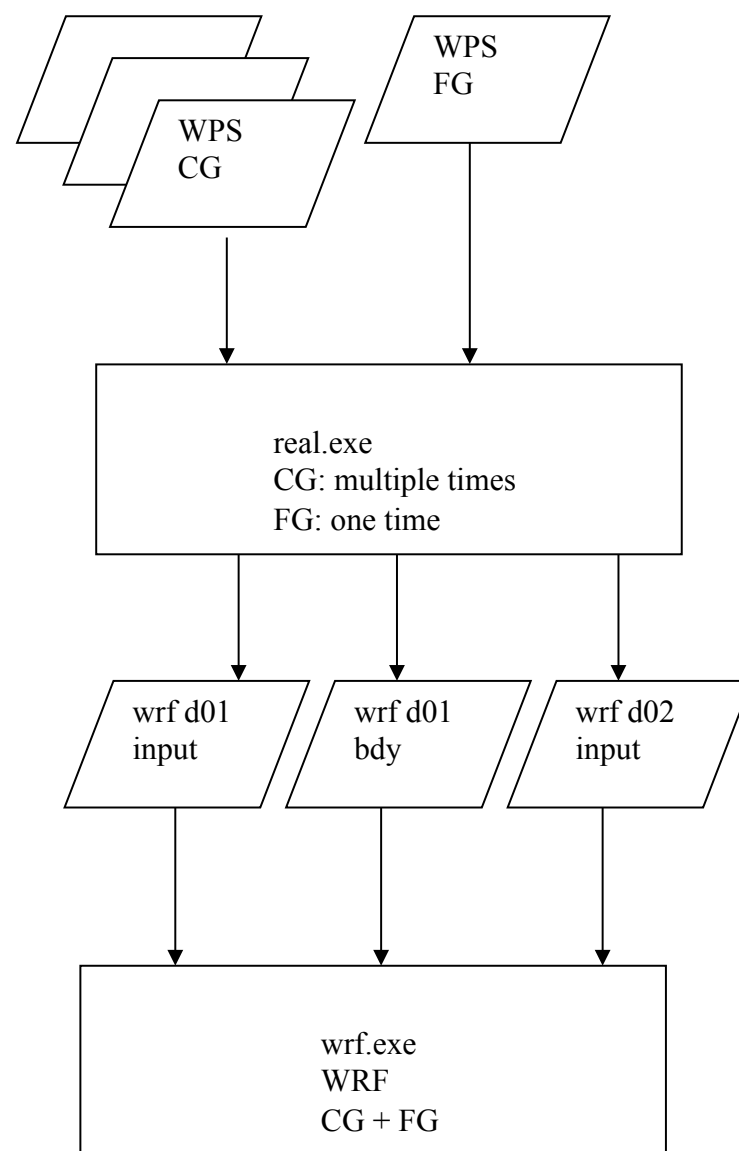 WPS
CG
WPS
FG
real.exe
CG: multiple times
FG: one time
wrf d01
input
wrf d01
bdy
wrf d02
input
wrf.exe
WRF
CG + FG